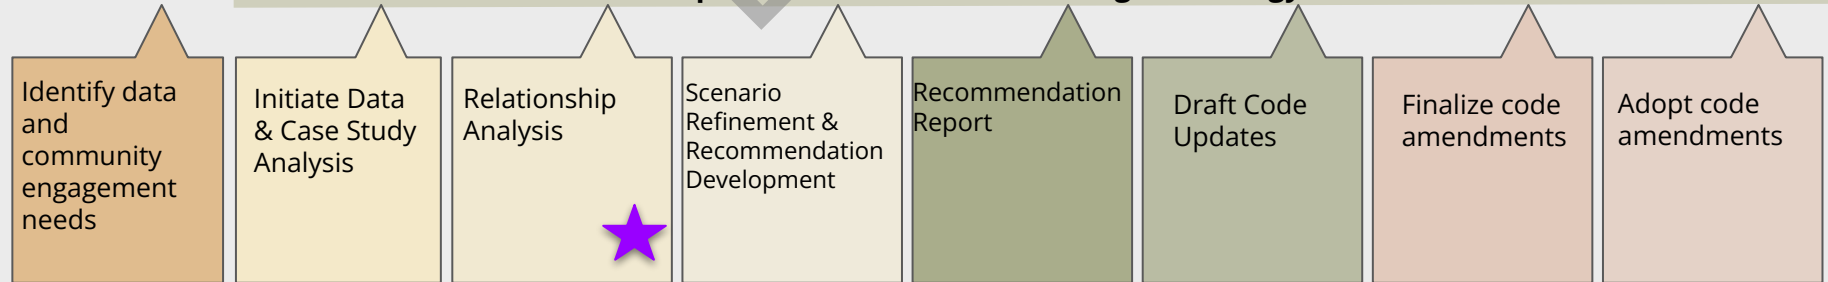 Identify data
and
community
engagement
needs
Initiate Data
& Case Study
Analysis
Relationship
Analysis
Scenario
Refinement &
Recommendation
Development
Recommendation
Report
Draft Code
Updates
Finalize code
amendments
Adopt code
amendments